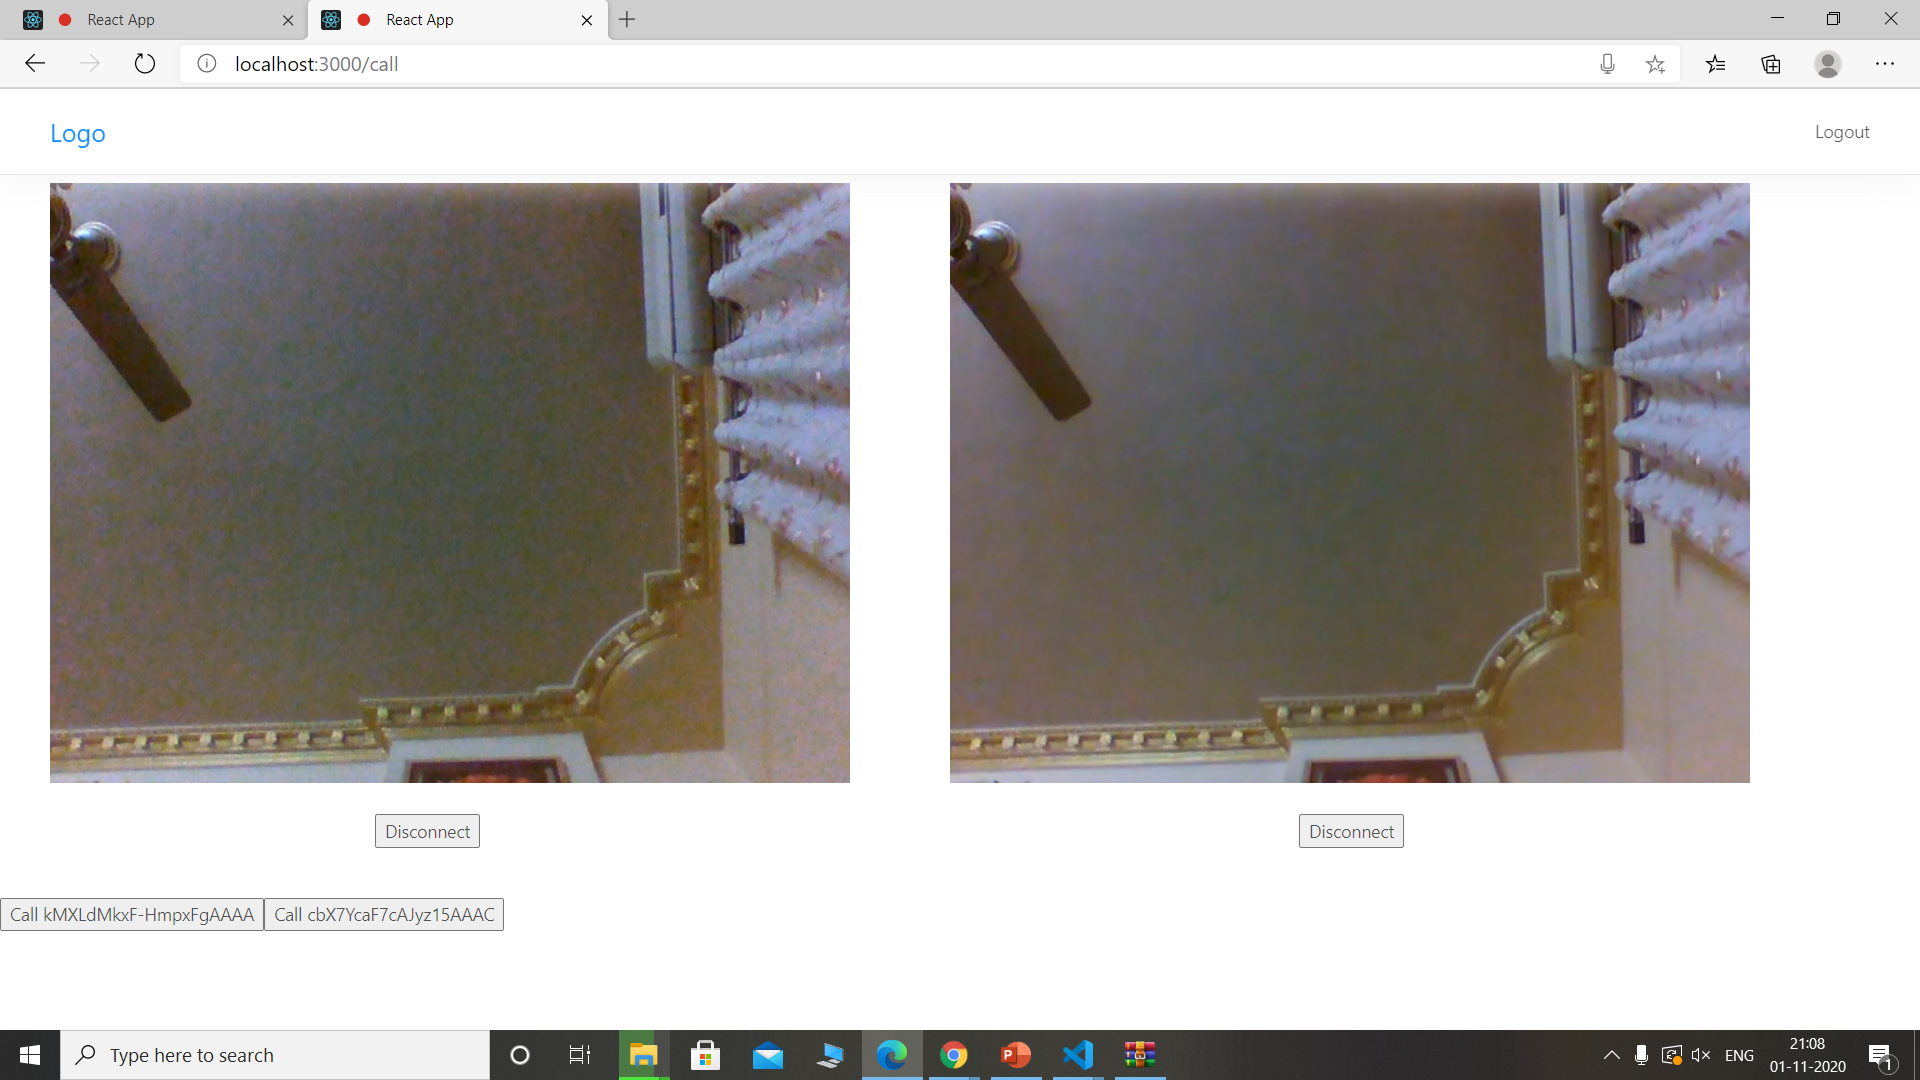 React App
React App
localhost:3000/call
Logo
Logout
Disconnect
Disconnect
Call kMXLdMkxF-HmpxFgAAAA
Call cbX7YcaF7cAJyz15AAAC
Type here to search
ENG
21:08
01-11-2020
1